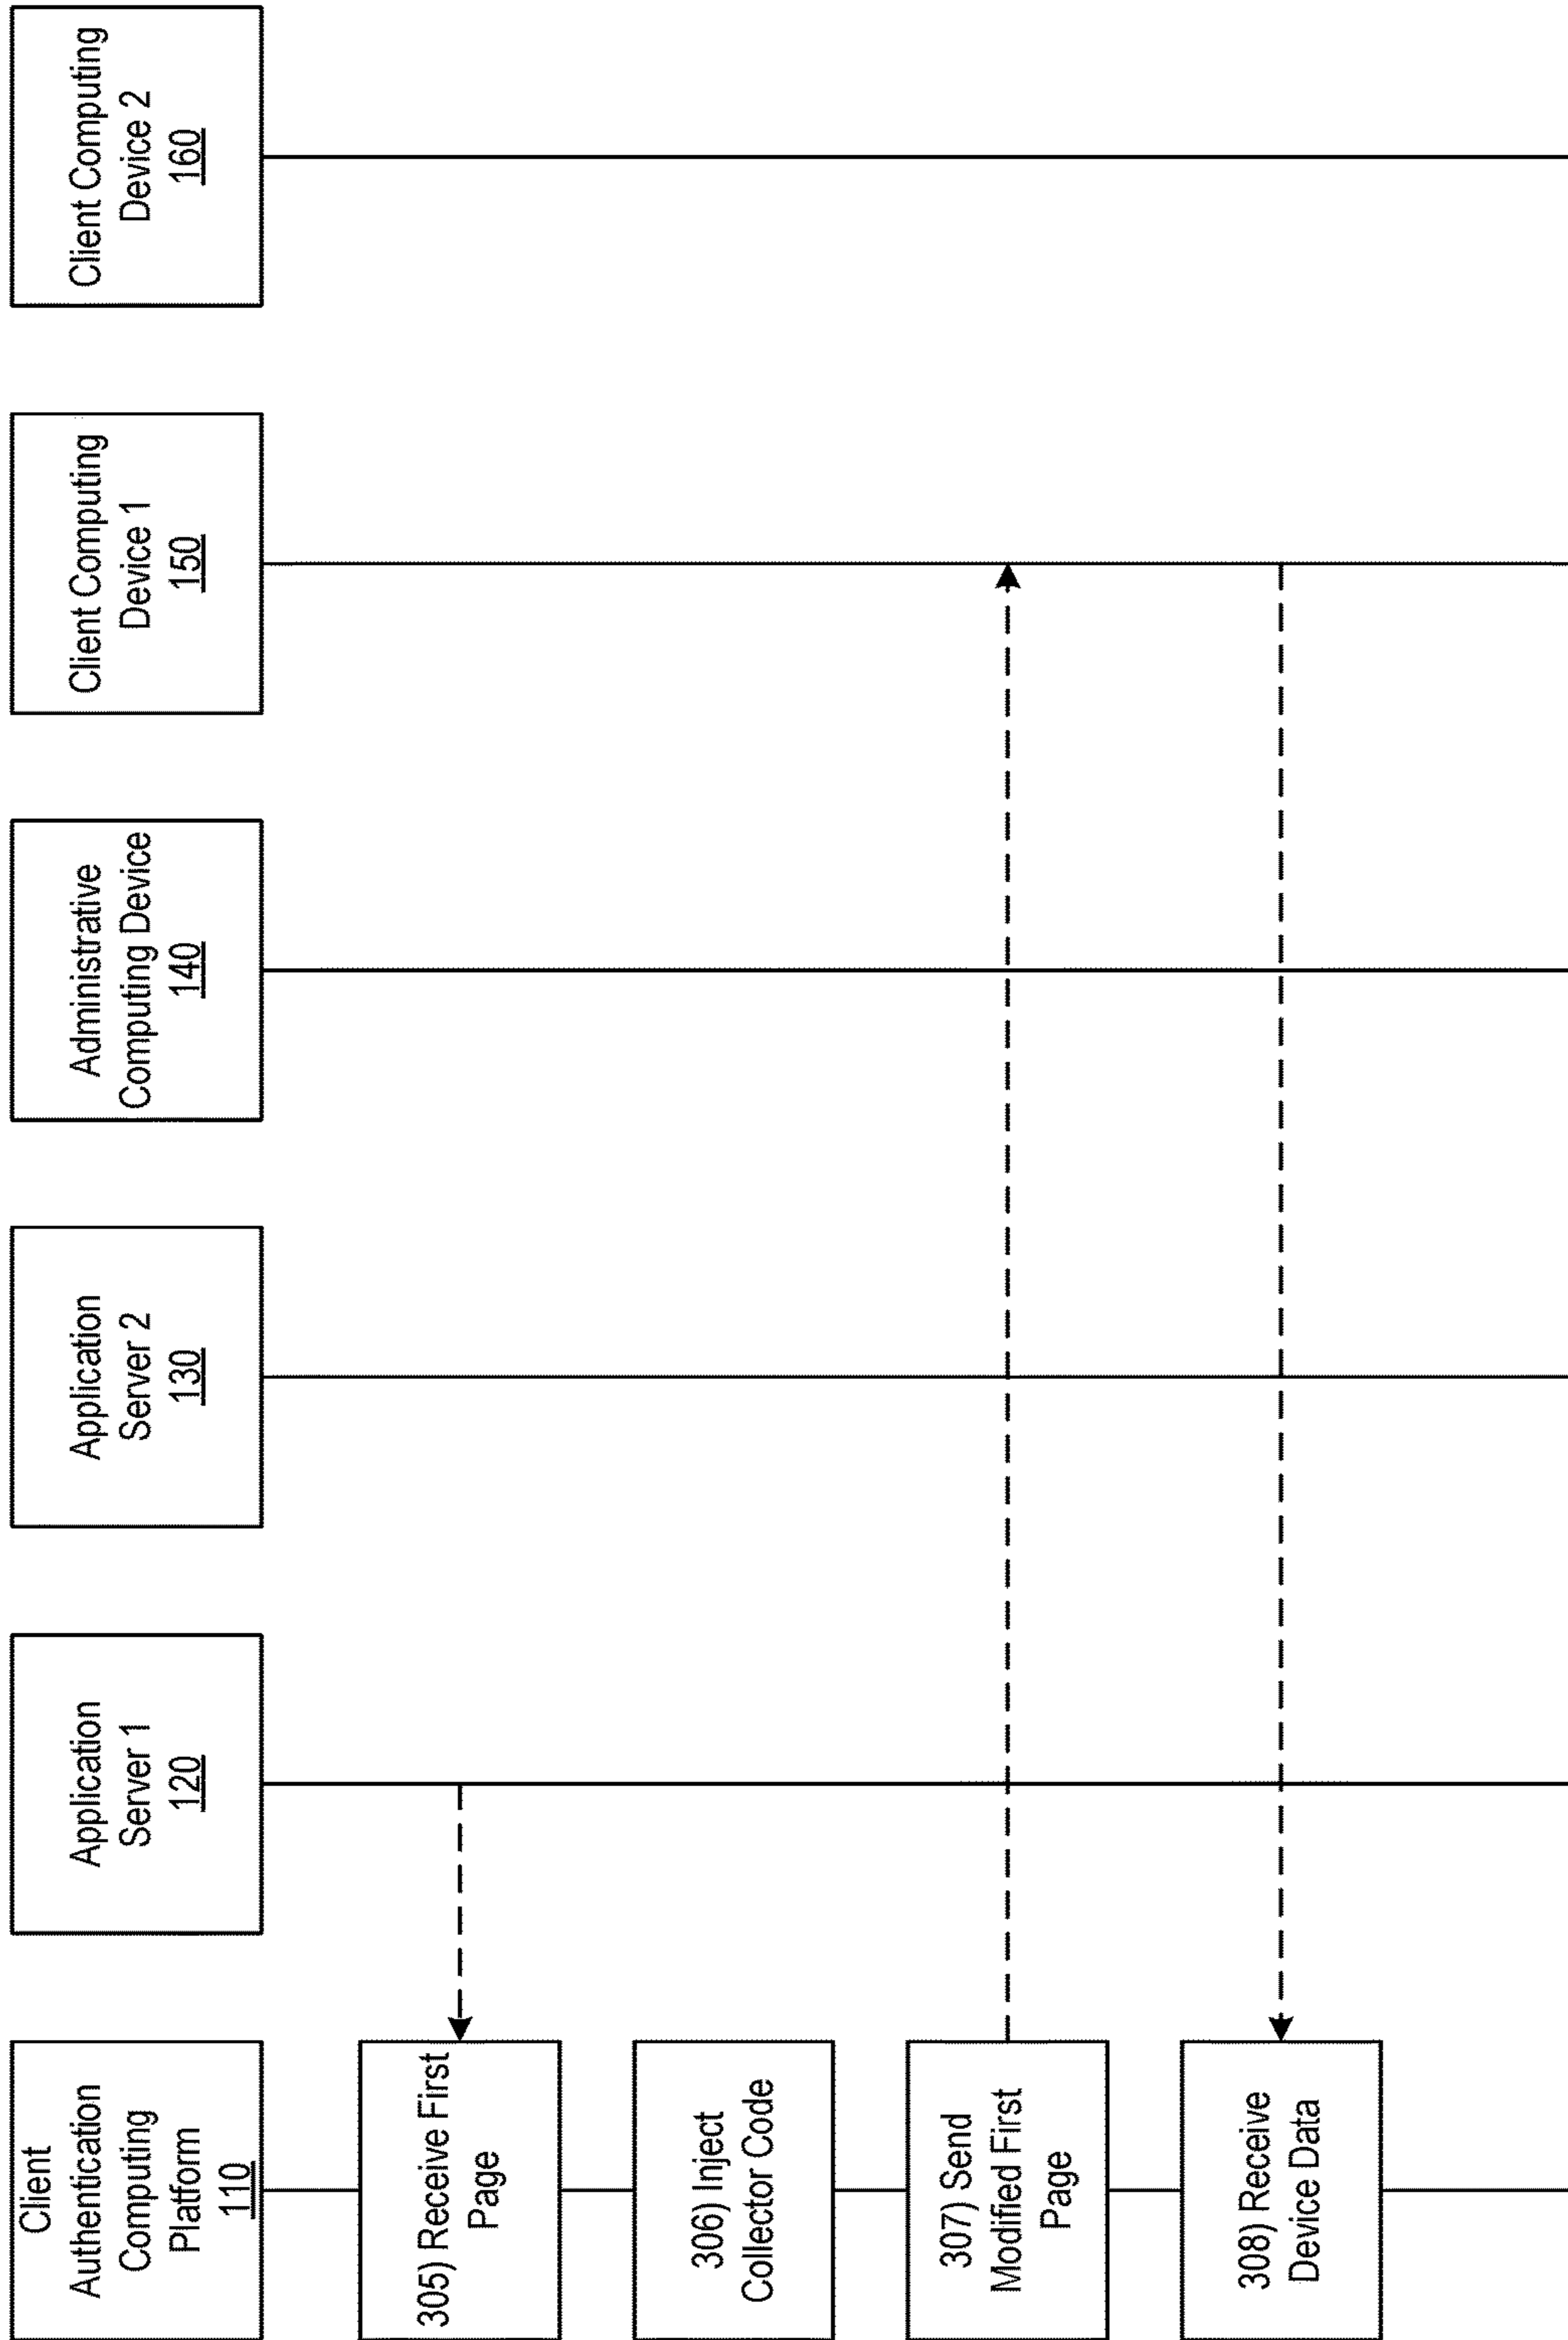 Client
Authentication
Computing
Platform
110
Application
Server 1
120
Application
Server 2
130
Administrative
Computing Device
140
Client Computing
Device 1
150
Client Computing
Device 2
160
305) Receive First
Page
306) Inject
Collector Code
307) Send
Modified First
Page
308) Receive
Device Data